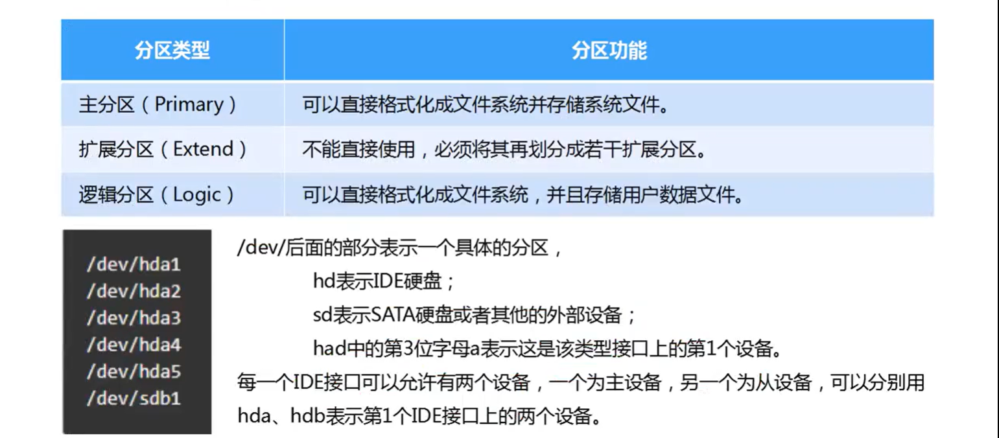 分区类型 分区功能
主分区（Primary） 可以直接格式化成文件系统并存储系统文件。
扩展分区（Extend） 不能直接使用，必须将其再划分成若干扩展分区。
逻辑分区（Logic） 可以直接格式化成文件系统，并且存储用户数据文件。
/dev/hda1
/dev/hda2
/dev/hda3
/dev/hda4
/dev/hda5
/dev/sdb1
/dev/后面的部分表示一个具体的分区，
hd表示IDE硬盘；
sd表示SATA硬盘或者其他的外部设备；
had中的第3位字母a表示这是该类型接口上的第1个设备。
每一个IDE接口可以允许有两个设备，一个为主设备，另一个为从设备，可以分别用
hda、hdb表示第1个IDE接口上的两个设备。